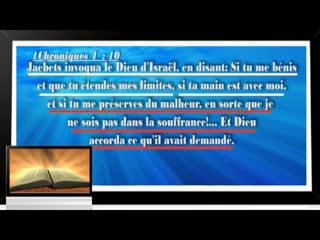 1Chroniques 4 : 10
Jaebets invoqua le Dieu d'Israël, en disant: Si tu me bénis
et que tu étendes mes limites, si ta main est avec moi,
et si tu me préserves du malheur, en sorte que je
ne sois pas dans la souffrance!... Et Dieu
accorda ce qu'il avait demandé.